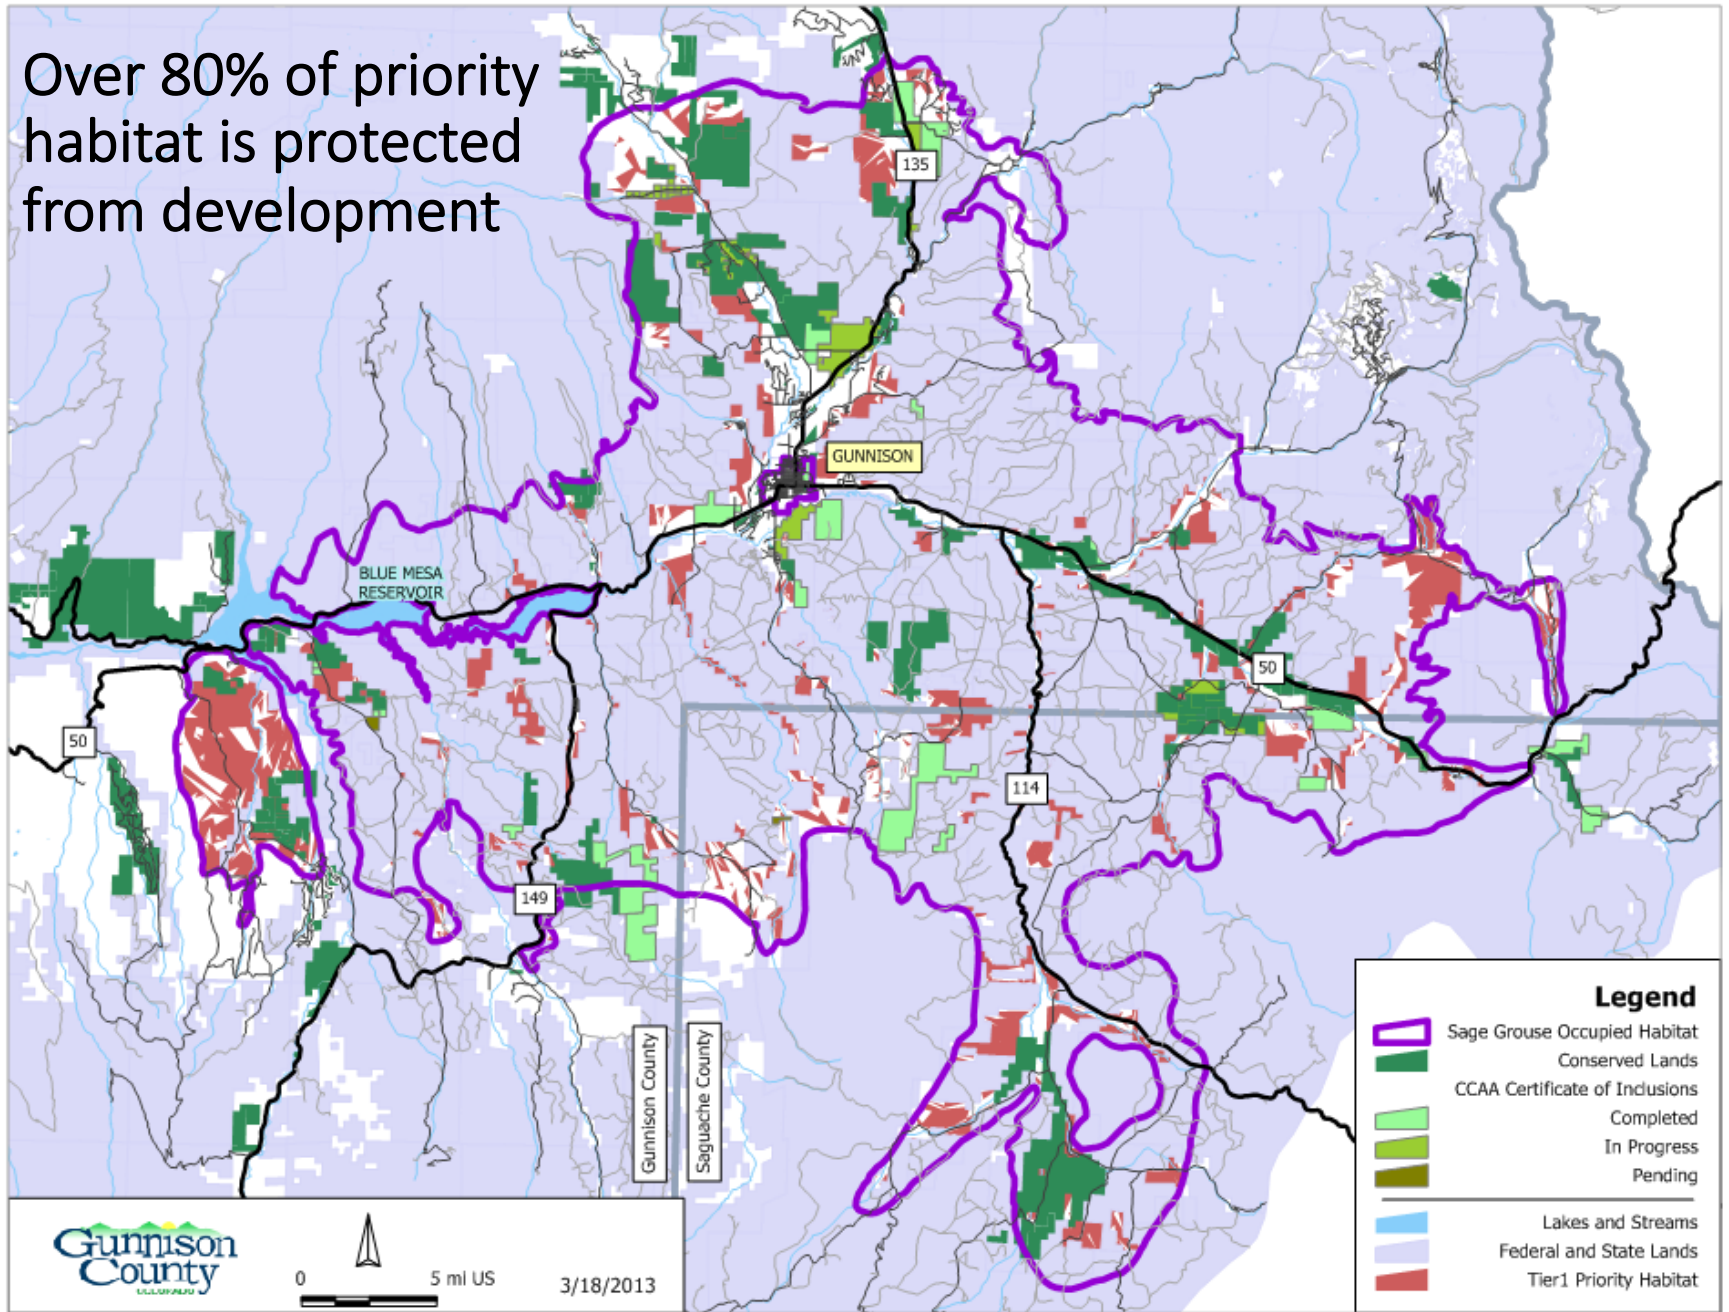 Over 80% of priority
habitat is protected
from development
135
GUNNISON
BLUE MESA
RESERVOIR
50
50
114
149
Gunnison County
Saguache County
Legend
Sage Grouse Occupied Habitat
Conserved Lands
CCAA Certificate of Inclusions
Completed
In Progress
Pending
Lakes and Streams
Federal and State Lands
Tier1 Priority Habitat
Gunnison
County
COLORADO
0 5 mi US
3/18/2013